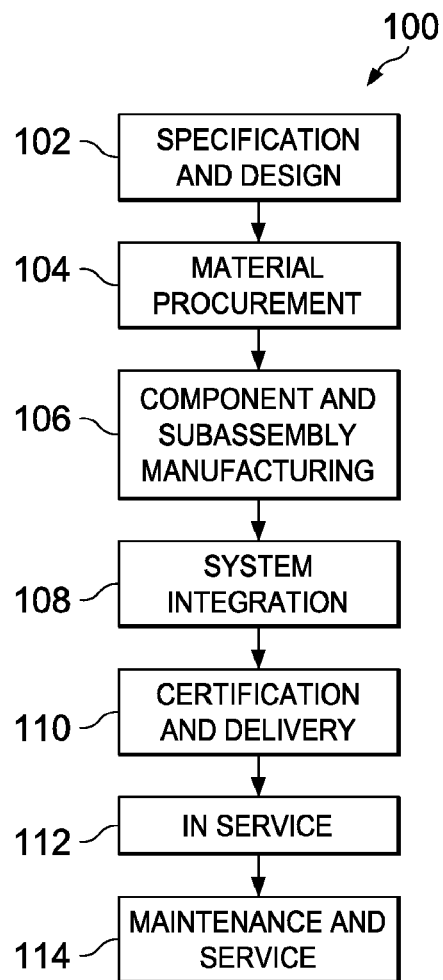 100
102
SPECIFICATION
AND DESIGN
104
MATERIAL
PROCUREMENT
106
COMPONENT AND
SUBASSEMBLY
MANUFACTURING
108
SYSTEM
INTEGRATION
110
CERTIFICATION
AND DELIVERY
112
IN SERVICE
114
MAINTENANCE AND
SERVICE